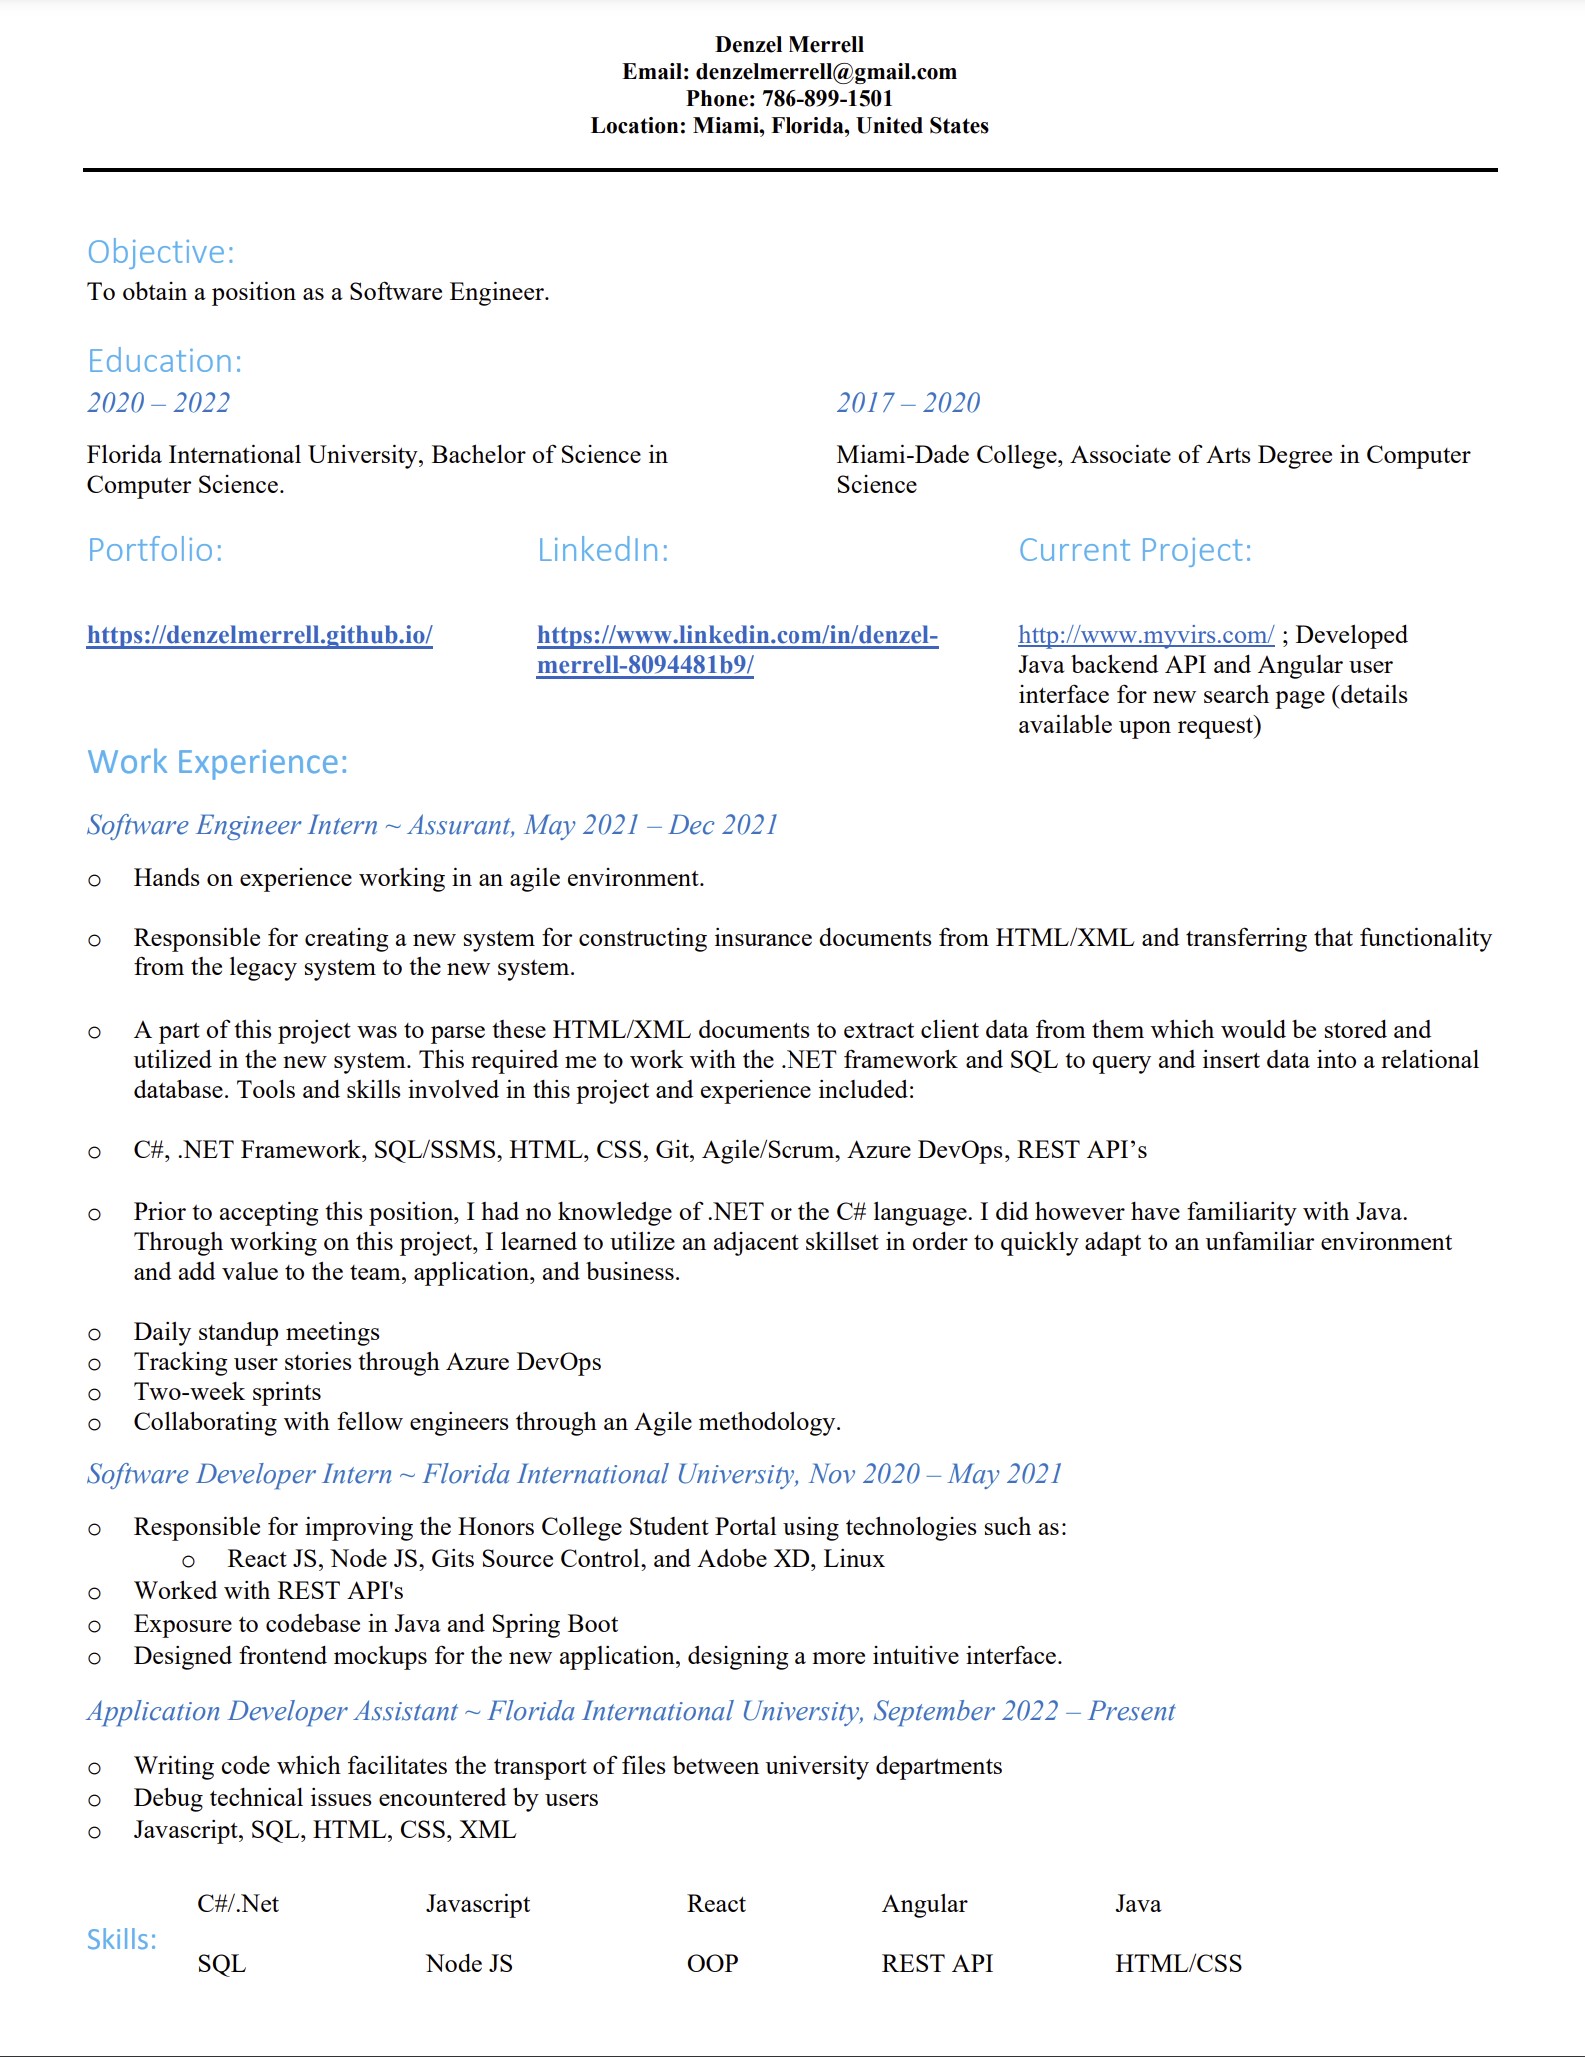 Denzel Merrell
Email: denzelmerrell@gmail.com
Phone: 786-899-1501
Location: Miami, Florida, United States
Objective:
To obtain a position as a Software Engineer.
Education:
2020 – 2022
Florida International University, Bachelor of Science in
Computer Science.
2017 – 2020
Miami-Dade College, Associate of Arts Degree in Computer
Science
Portfolio:
https://denzelmerrell.github.io/
LinkedIn:
https://www.linkedin.com/in/denzel-
merrell-8094481b9/
Current Project:
http://www.myvirs.com/ ; Developed
Java backend API and Angular user
interface for new search page (details
available upon request)
Work Experience:
Software Engineer Intern ~ Assurant, May 2021 – Dec 2021
o Hands on experience working in an agile environment.
o Responsible for creating a new system for constructing insurance documents from HTML/XML and transferring that functionality
from the legacy system to the new system.
o A part of this project was to parse these HTML/XML documents to extract client data from them which would be stored and
utilized in the new system. This required me to work with the .NET framework and SQL to query and insert data into a relational
database. Tools and skills involved in this project and experience included:
o C#, .NET Framework, SQL/SSMS, HTML, CSS, Git, Agile/Scrum, Azure DevOps, REST API’s
o Prior to accepting this position, I had no knowledge of .NET or the C# language. I did however have familiarity with Java.
Through working on this project, I learned to utilize an adjacent skillset in order to quickly adapt to an unfamiliar environment
and add value to the team, application, and business.
o Daily standup meetings
o Tracking user stories through Azure DevOps
o Two-week sprints
o Collaborating with fellow engineers through an Agile methodology.
Software Developer Intern ~ Florida International University, Nov 2020 – May 2021
o Responsible for improving the Honors College Student Portal using technologies such as:
o React JS, Node JS, Gits Source Control, and Adobe XD, Linux
o Worked with REST API's
o Exposure to codebase in Java and Spring Boot
o Designed frontend mockups for the new application, designing a more intuitive interface.
Application Developer Assistant ~ Florida International University, September 2022 – Present
o Writing code which facilitates the transport of files between university departments
o Debug technical issues encountered by users
o Javascript, SQL, HTML, CSS, XML
Skills:
C#/.Net Javascript React Angular Java
SQL Node JS OOP REST API HTML/CSS